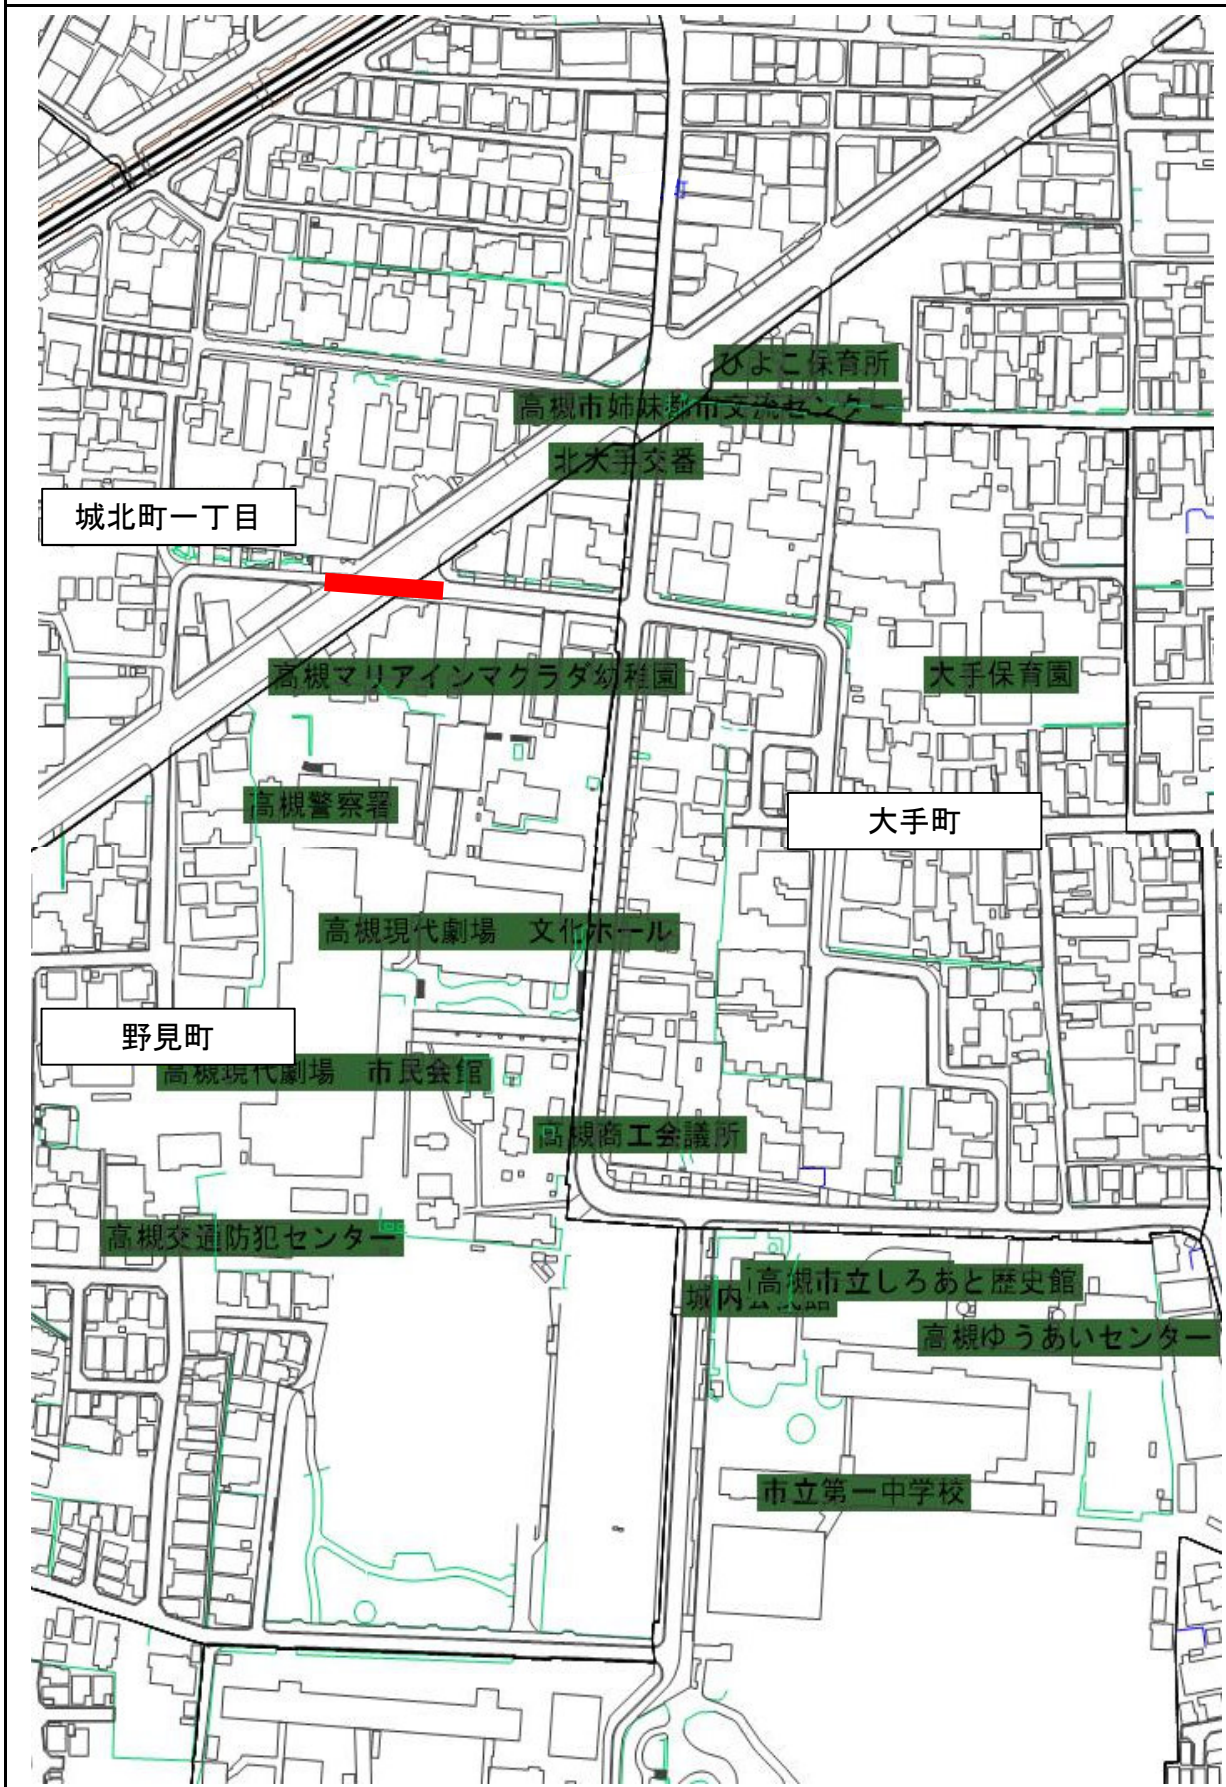 ひよこ保育所
高槻市姉妹都市交流センター
北大手交番
城北町一丁目
高槻マリアインマクラダ幼稚園
大手保育園
高槻警察署
大手町
高槻現代劇場　文化ホール
野見町
高槻現代劇場　市民会館
高槻商工会議所
高槻交通防犯センター
高槻市立しろあと歴史館
城内公民館
高槻ゆうあいセンター
市立第一中学校